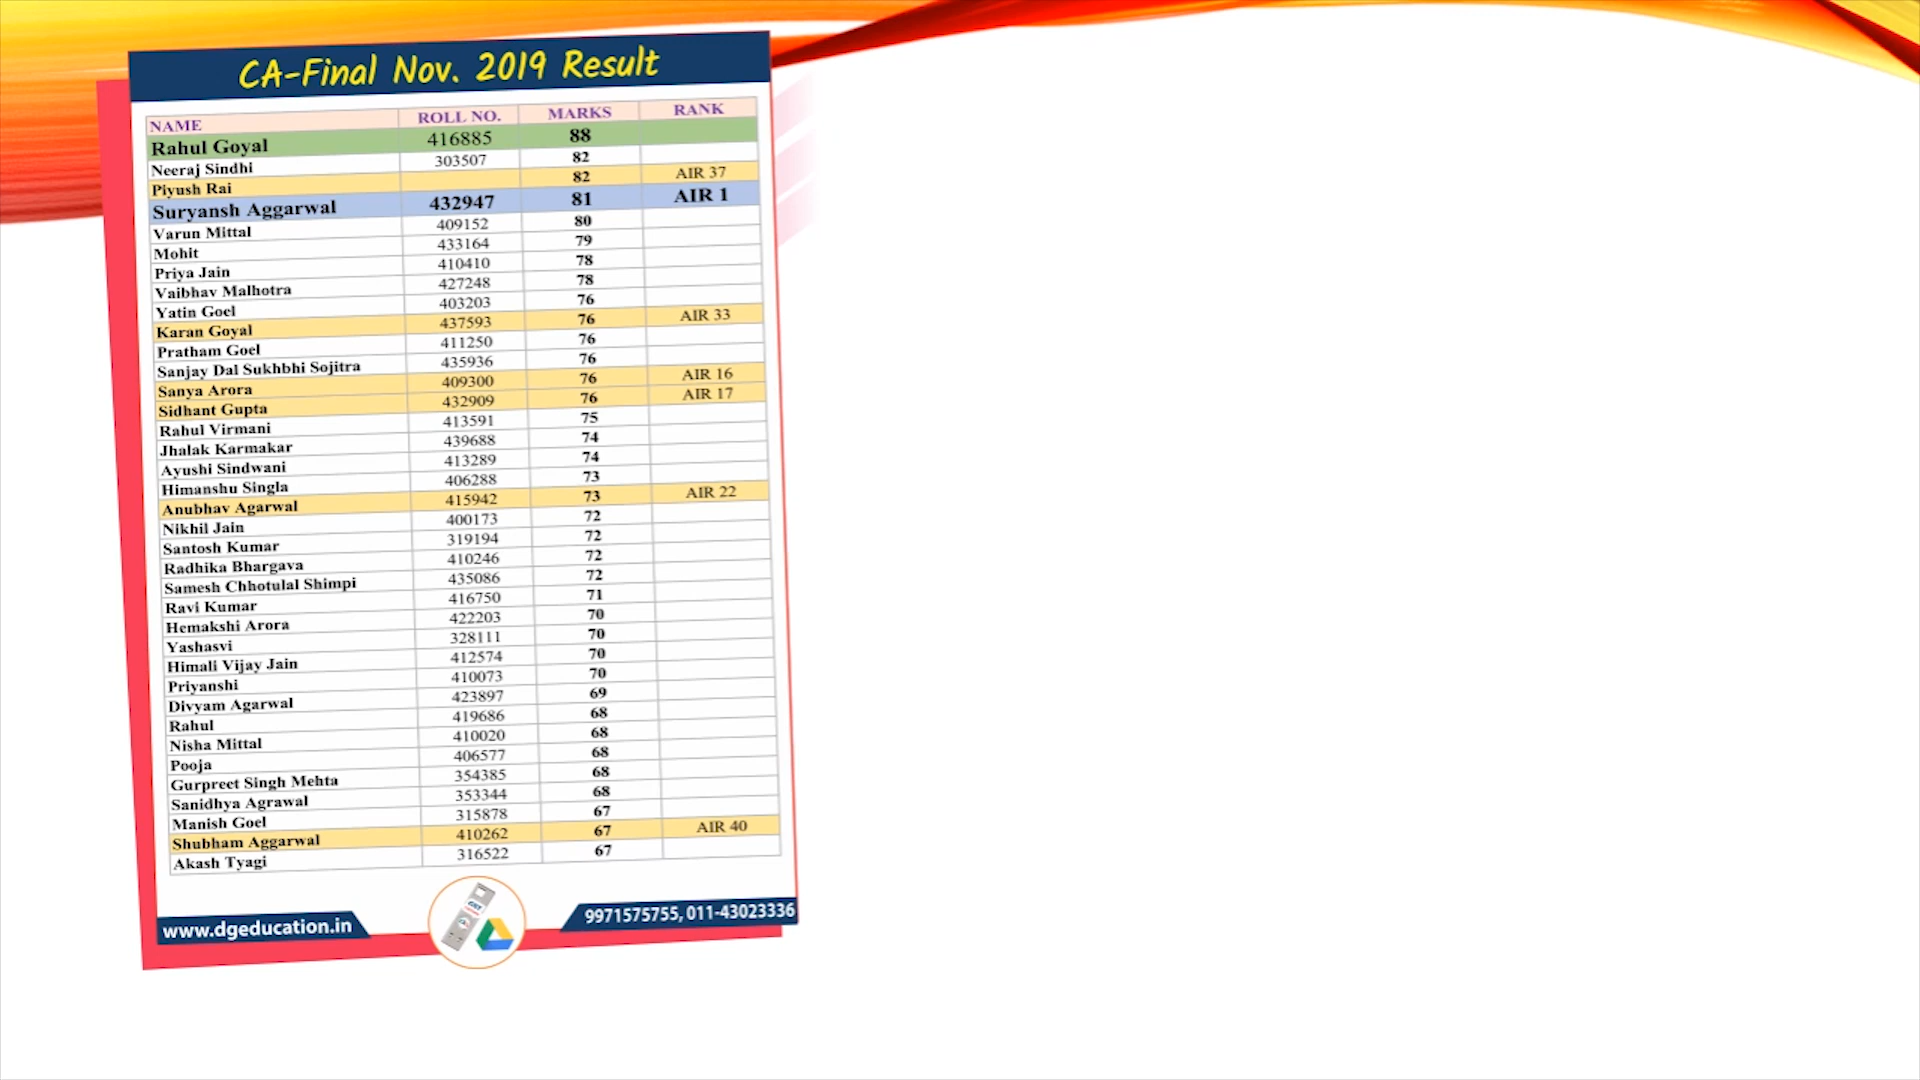 CA-Final Nov. 2019 Result
NAME ROLL NO. MARKS RANK
Rahul Goyal 416885 88
Neeraj Sindhi 303507 82
Piyush Rai 82 AIR 37
Suryansh Aggarwal 432947 81 AIR 1
Varun Mittal 409152 80
Mohit 433164 79
Priya Jain 410410 78
Vaibhav Malhotra 427248 78
Yatin Goel 403203 76
Karan Goyal 437593 76 AIR 33
Pratham Goel 411250 76
Sanjay Dal Sukhbhi Sojitra 435936 76
Sanya Arora 409300 76 AIR 16
Sidhant Gupta 432909 76 AIR 17
Rahul Virmani 413591 75
Jhalak Karmakar 439688 74
Ayushi Sindwani 413289 74
Himanshu Singla 406288 73
Anubhav Agarwal 415942 73 AIR 22
Nikhil Jain 400173 72
Santosh Kumar 319194 72
Radhika Bhargava 410246 72
Samesh Chhotulal Shimpi 435086 72
Ravi Kumar 416750 71
Hemakshi Arora 422203 70
Yashasvi 328111 70
Himali Vijay Jain 412574 70
Priyanshi 410073 70
Divyam Agarwal 423897 69
Rahul 419686 68
Nisha Mittal 410020 68
Pooja 406577 68
Gurpreet Singh Mehta 354385 68
Sanidhya Agrawal 353344 68
Manish Goel 315878 67
Shubham Aggarwal 410262 67 AIR 40
Akash Tyagi 316522 67
www.dgeducation.in 9971575755, 011-43023336